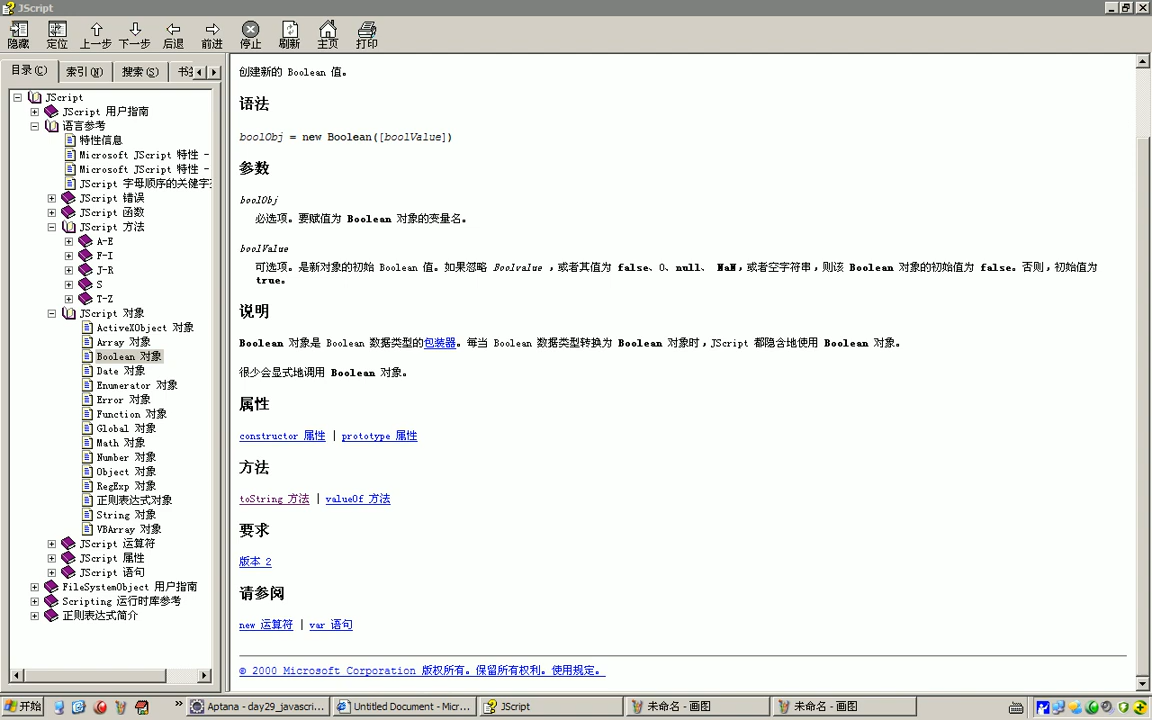 JScript
隐藏 定位 上一步 下一步 后退 前进 停止 刷新 主页 打印
目录(C) 索引(N) 搜索(S)
JScript
JScript 用户指南
语言参考
特性信息
Microsoft JScript 特性 -
Microsoft JScript 特性 -
JScript 字母顺序的关键字
JScript 错误
JScript 函数
JScript 方法
A-E
F-I
J-R
S
T-Z
JScript 对象
ActiveXObject 对象
Array 对象
Boolean 对象
Date 对象
Enumerator 对象
Error 对象
Function 对象
Global 对象
Math 对象
Number 对象
Object 对象
RegExp 对象
正则表达式对象
String 对象
VBArray 对象
JScript 运算符
JScript 属性
JScript 语句
FileSystemObject 用户指南
Scripting 运行时库参考
正则表达式简介
创建新的 Boolean 值。
语法
boolObj = new Boolean([boolValue])
参数
boolObj
必选项。要赋值为 Boolean 对象的变量名。
boolValue
可选项。是新对象的初始 Boolean 值。如果忽略 Boolvalue ，或者其值为 false、0、null、 NaN，或者空字符串，则该 Boolean 对象的初始值为 false。否则，初始值为
true。
说明
Boolean 对象是 Boolean 数据类型的包装器。每当 Boolean 数据类型转换为 Boolean 对象时，JScript 都隐含地使用 Boolean 对象。
很少会显式地调用 Boolean 对象。
属性
constructor 属性 | prototype 属性
方法
toString 方法 | valueOf 方法
要求
版本 2
请参阅
new 运算符 | var 语句
© 2000 Microsoft Corporation 版权所有。保留所有权利。使用规定。
开始 » Aptana - day29_javascri... Untitled Document - Micr... JScript 未命名 - 画图 未命名 - 画图